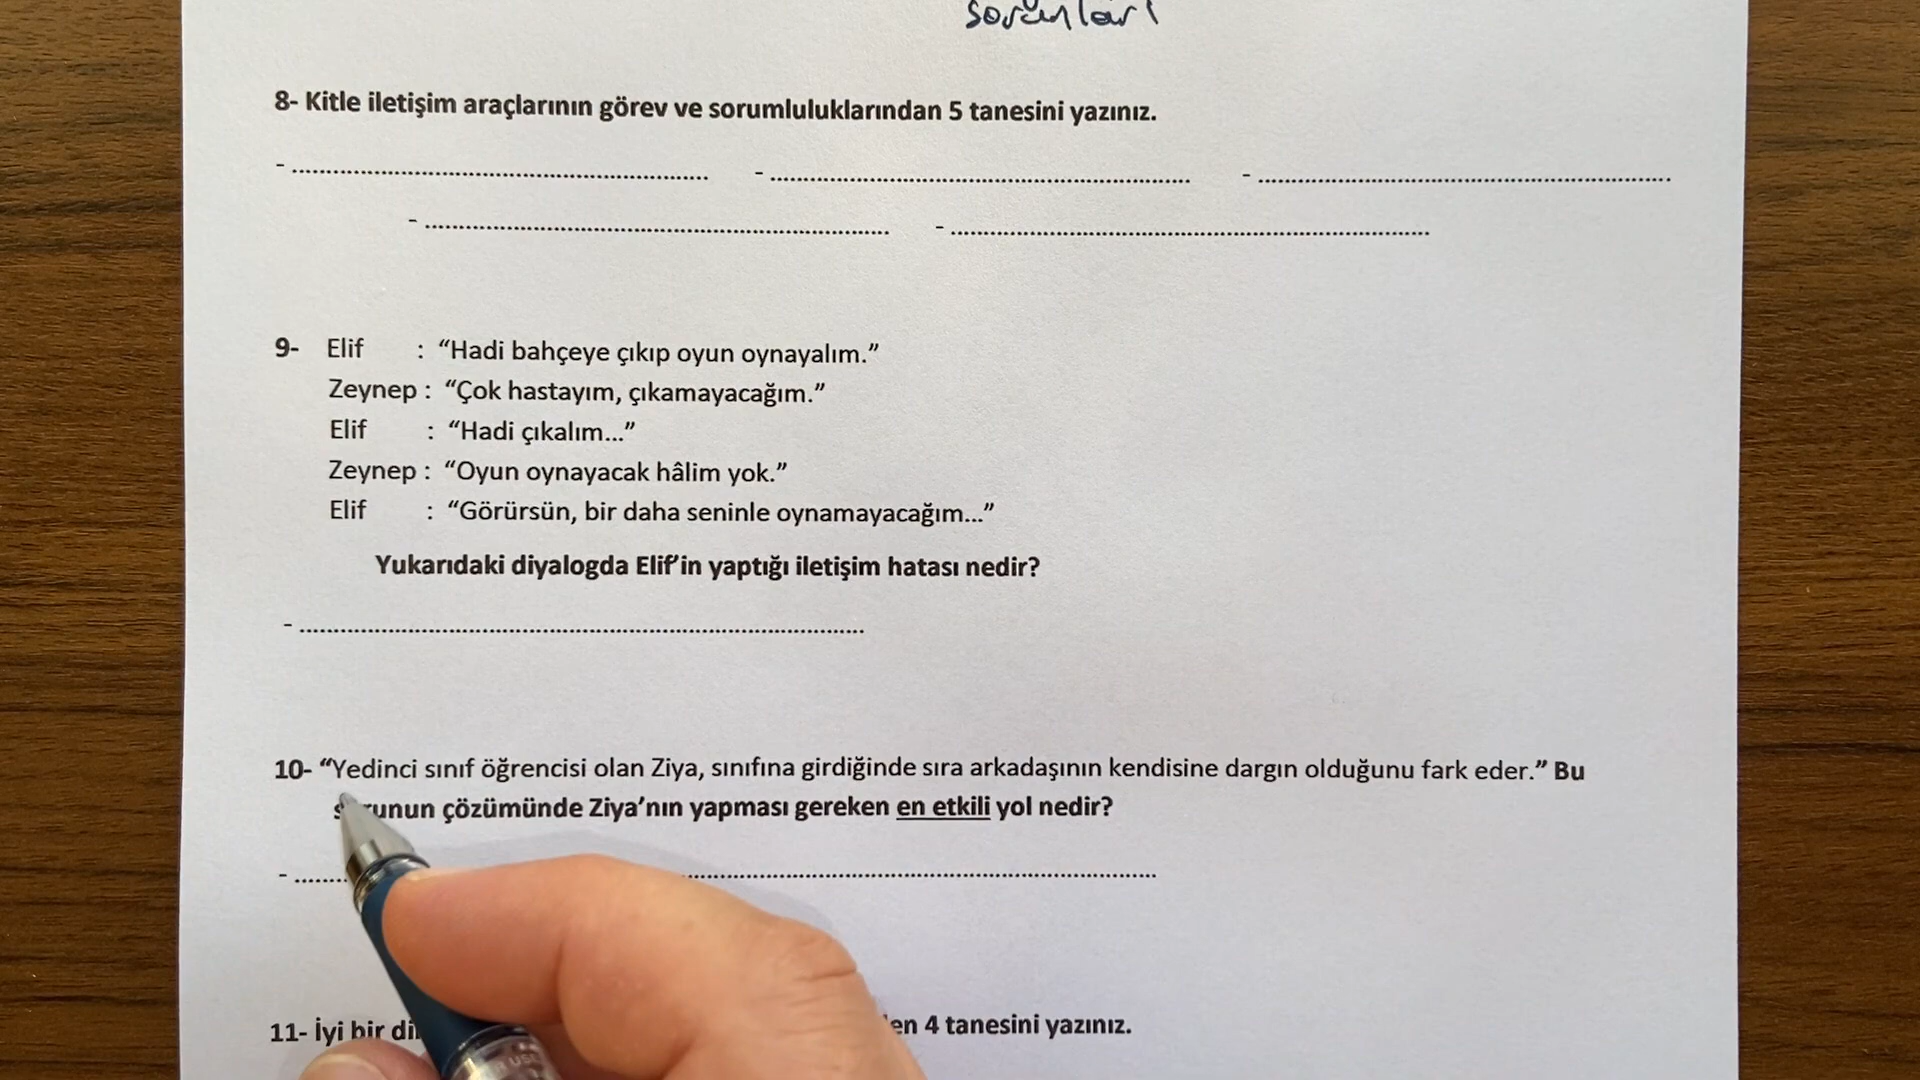 sorunları
8- Kitle iletişim araçlarının görev ve sorumluluklarından 5 tanesini yazınız.
- ........................ - ........................ - ........................
- ........................ - ........................
9- Elif : “Hadi bahçeye çıkıp oyun oynayalım.”
Zeynep : “Çok hastayım, çıkamayacağım.”
Elif : “Hadi çıkalım...”
Zeynep : “Oyun oynayacak hâlim yok.”
Elif : “Görürsün, bir daha seninle oynamayacağım...”
Yukarıdaki diyalogda Elif’in yaptığı iletişim hatası nedir?
- ........................
10- “Yedinci sınıf öğrencisi olan Ziya, sınıfına girdiğinde sıra arkadaşının kendisine dargın olduğunu fark eder.” Bu
çözümünde Ziya’nın yapması gereken en etkili yol nedir?
- ........................
11- İyi bir 4 tanesini yazınız.